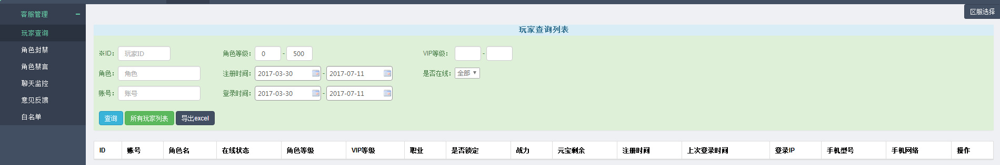 客服管理
玩家查询
角色封禁
角色禁言
聊天监控
意见反馈
白名单
区服选择
玩家查询列表
※ID: 玩家ID 角色等级: 0 - 500 VIP等级: -
角色: 角色 注册时间: 2017-03-30 - 2017-07-11 是否在线: 全部
账号: 账号 登录时间: 2017-03-30 - 2017-07-11
查询 所有玩家列表 导出excel
ID 账号 角色名 在线状态 角色等级 VIP等级 职业 是否锁定 战力 元宝剩余 注册时间 上次登录时间 登录IP 手机型号 手机网络 操作